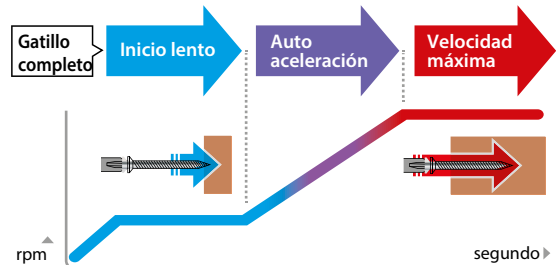 Gatillo
completo
Inicio lento
Auto
aceleración
Velocidad
máxima
rpm
segundo